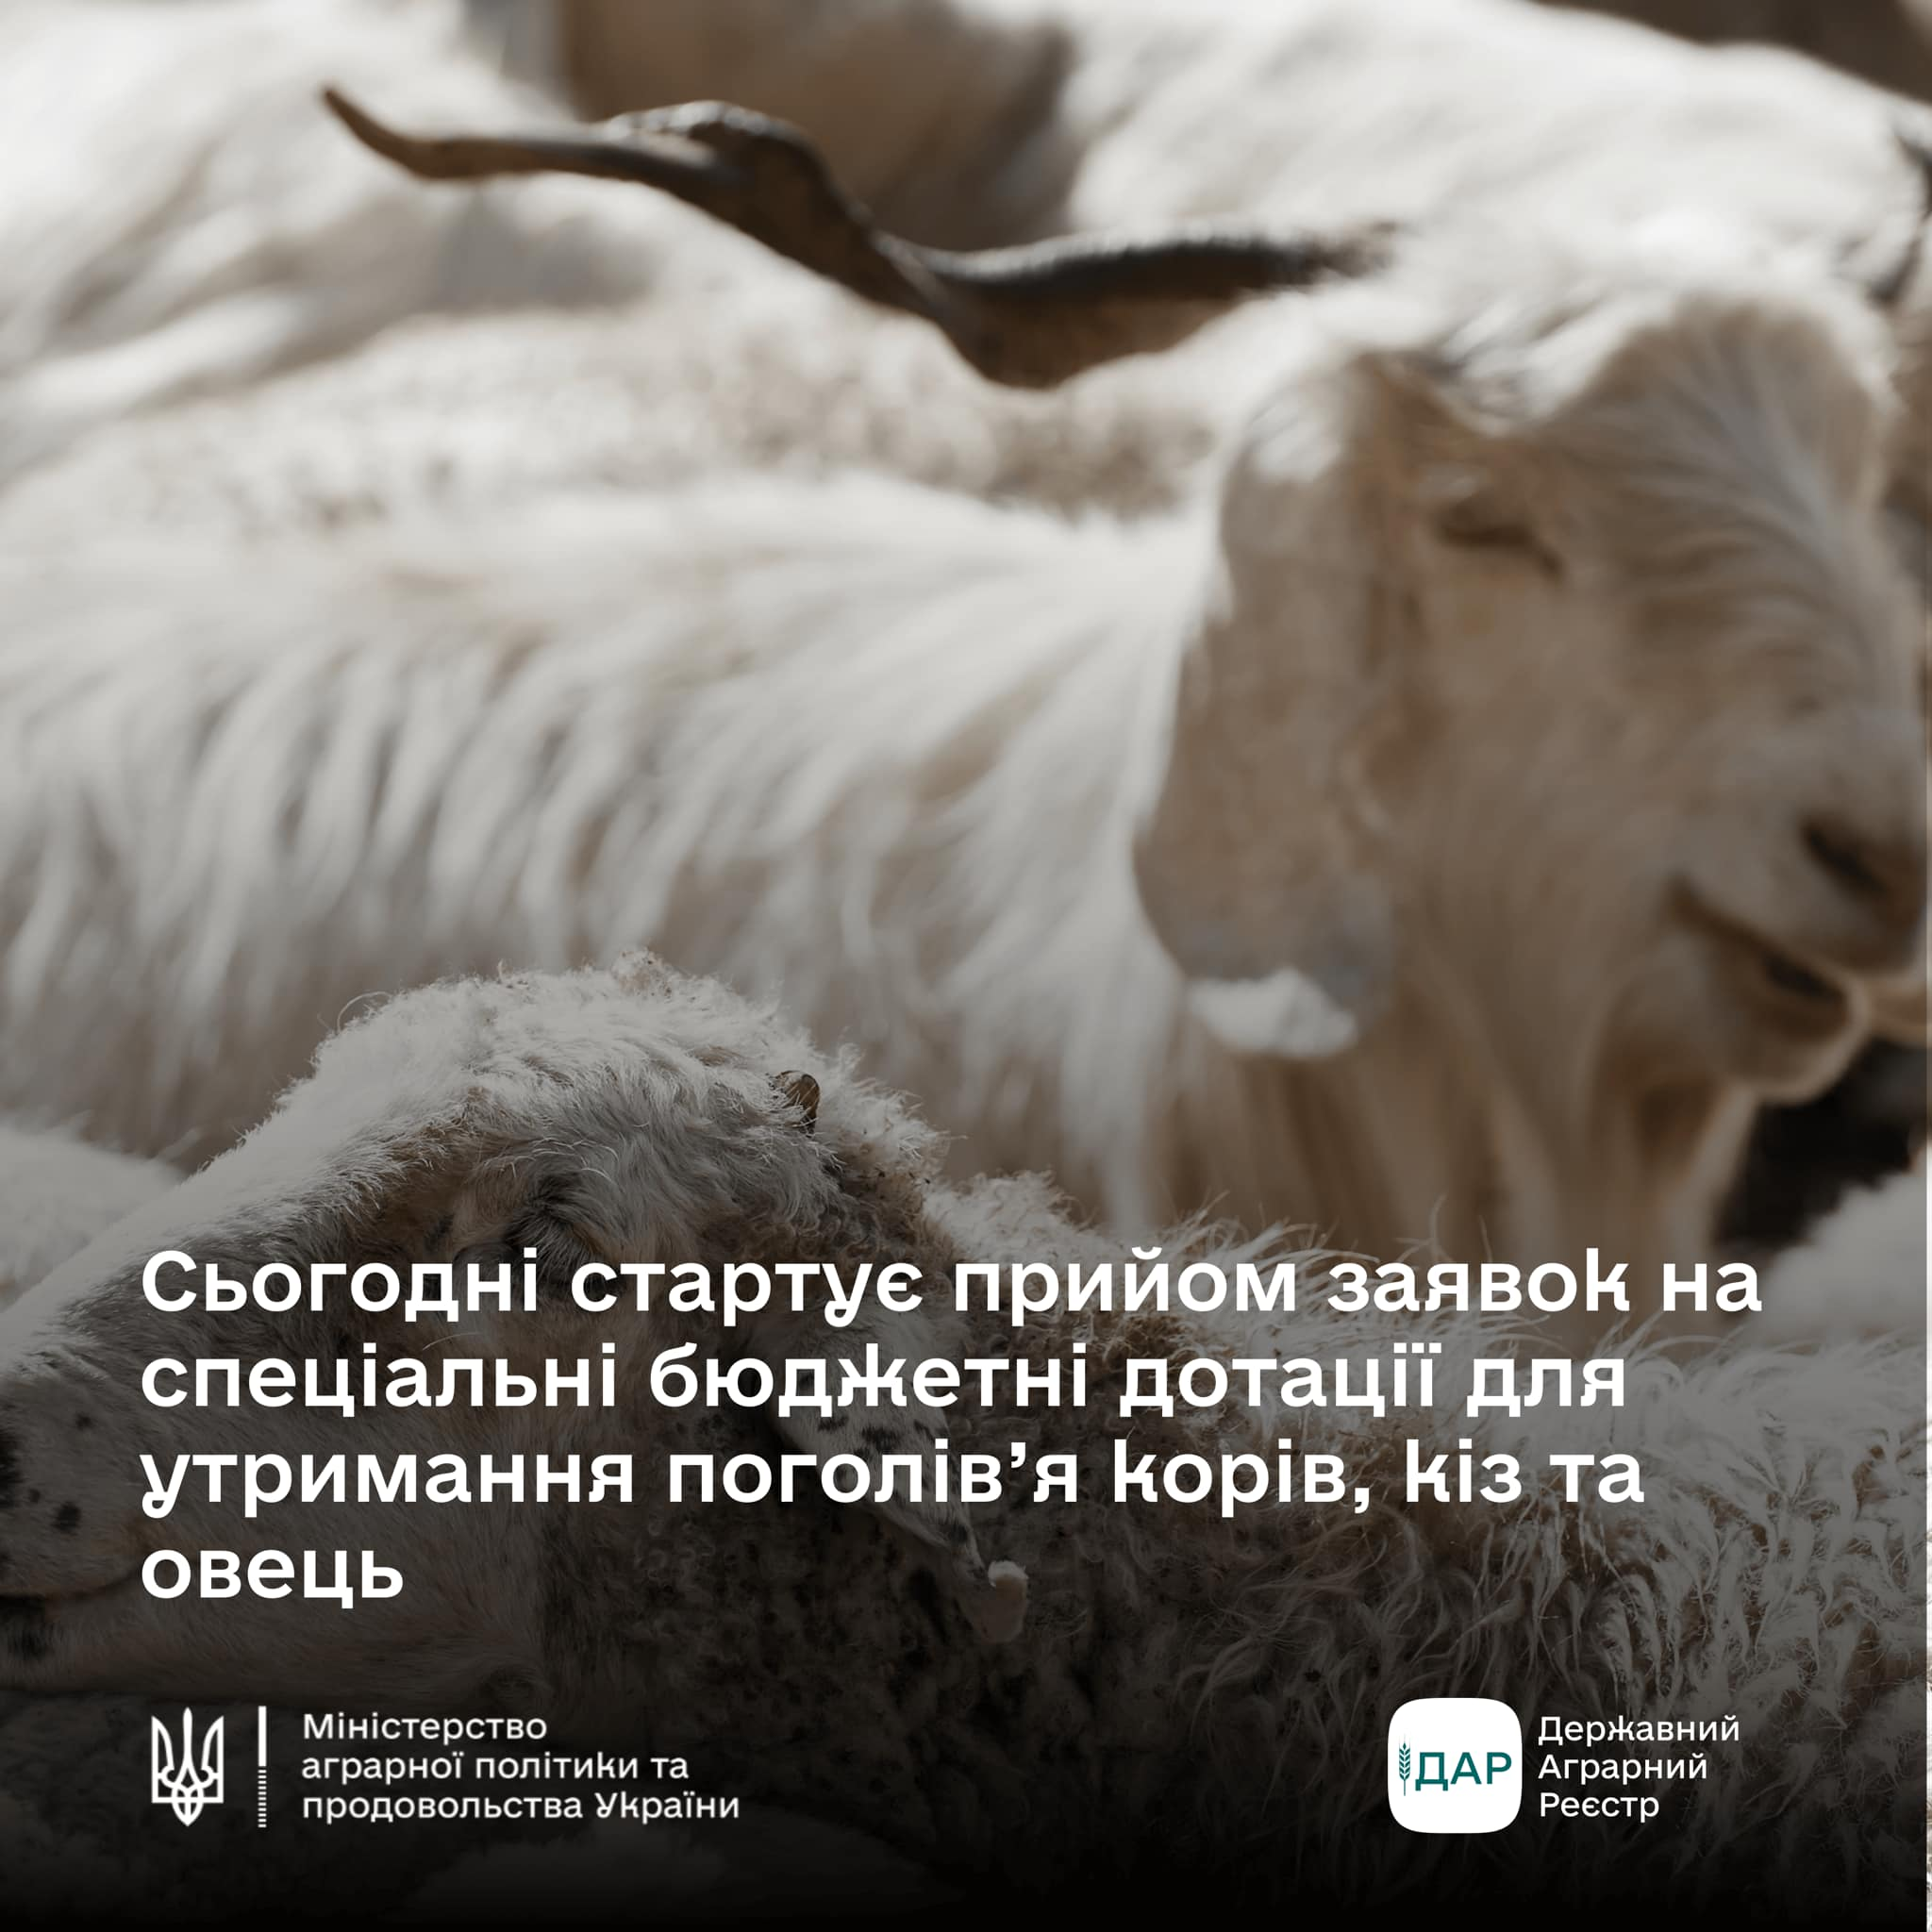 Сьогодні стартує прийом заявок на
спеціальні бюджетні дотації для
утримання поголів’я корів, кіз та
овець
Міністерство
аграрної політики та
продовольства України
ДАР
Державний
Аграрний
Реєстр